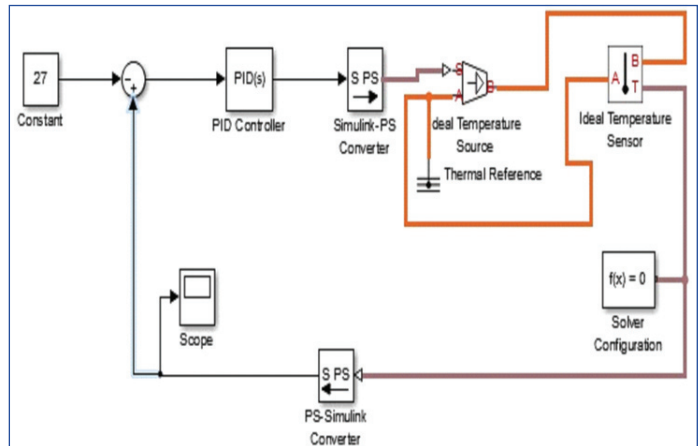 27
Constant
-
+
PID(s)
PID Controller
S PS
Simulink-PS
Converter
S
A
B
deal Temperature
Source
Thermal Reference
A
B
T
Ideal Temperature
Sensor
f(x) = 0
Solver
Configuration
Scope
S PS
PS-Simulink
Converter